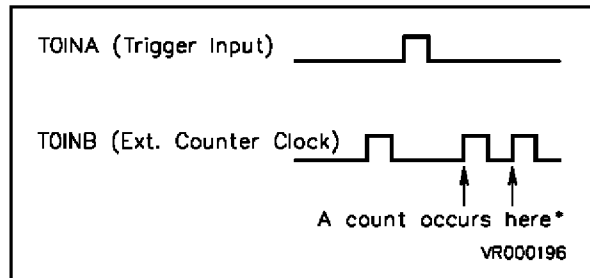 TOINA (Trigger Input)
TOINB (Ext. Counter Clock)
A count occurs here*
VR000196